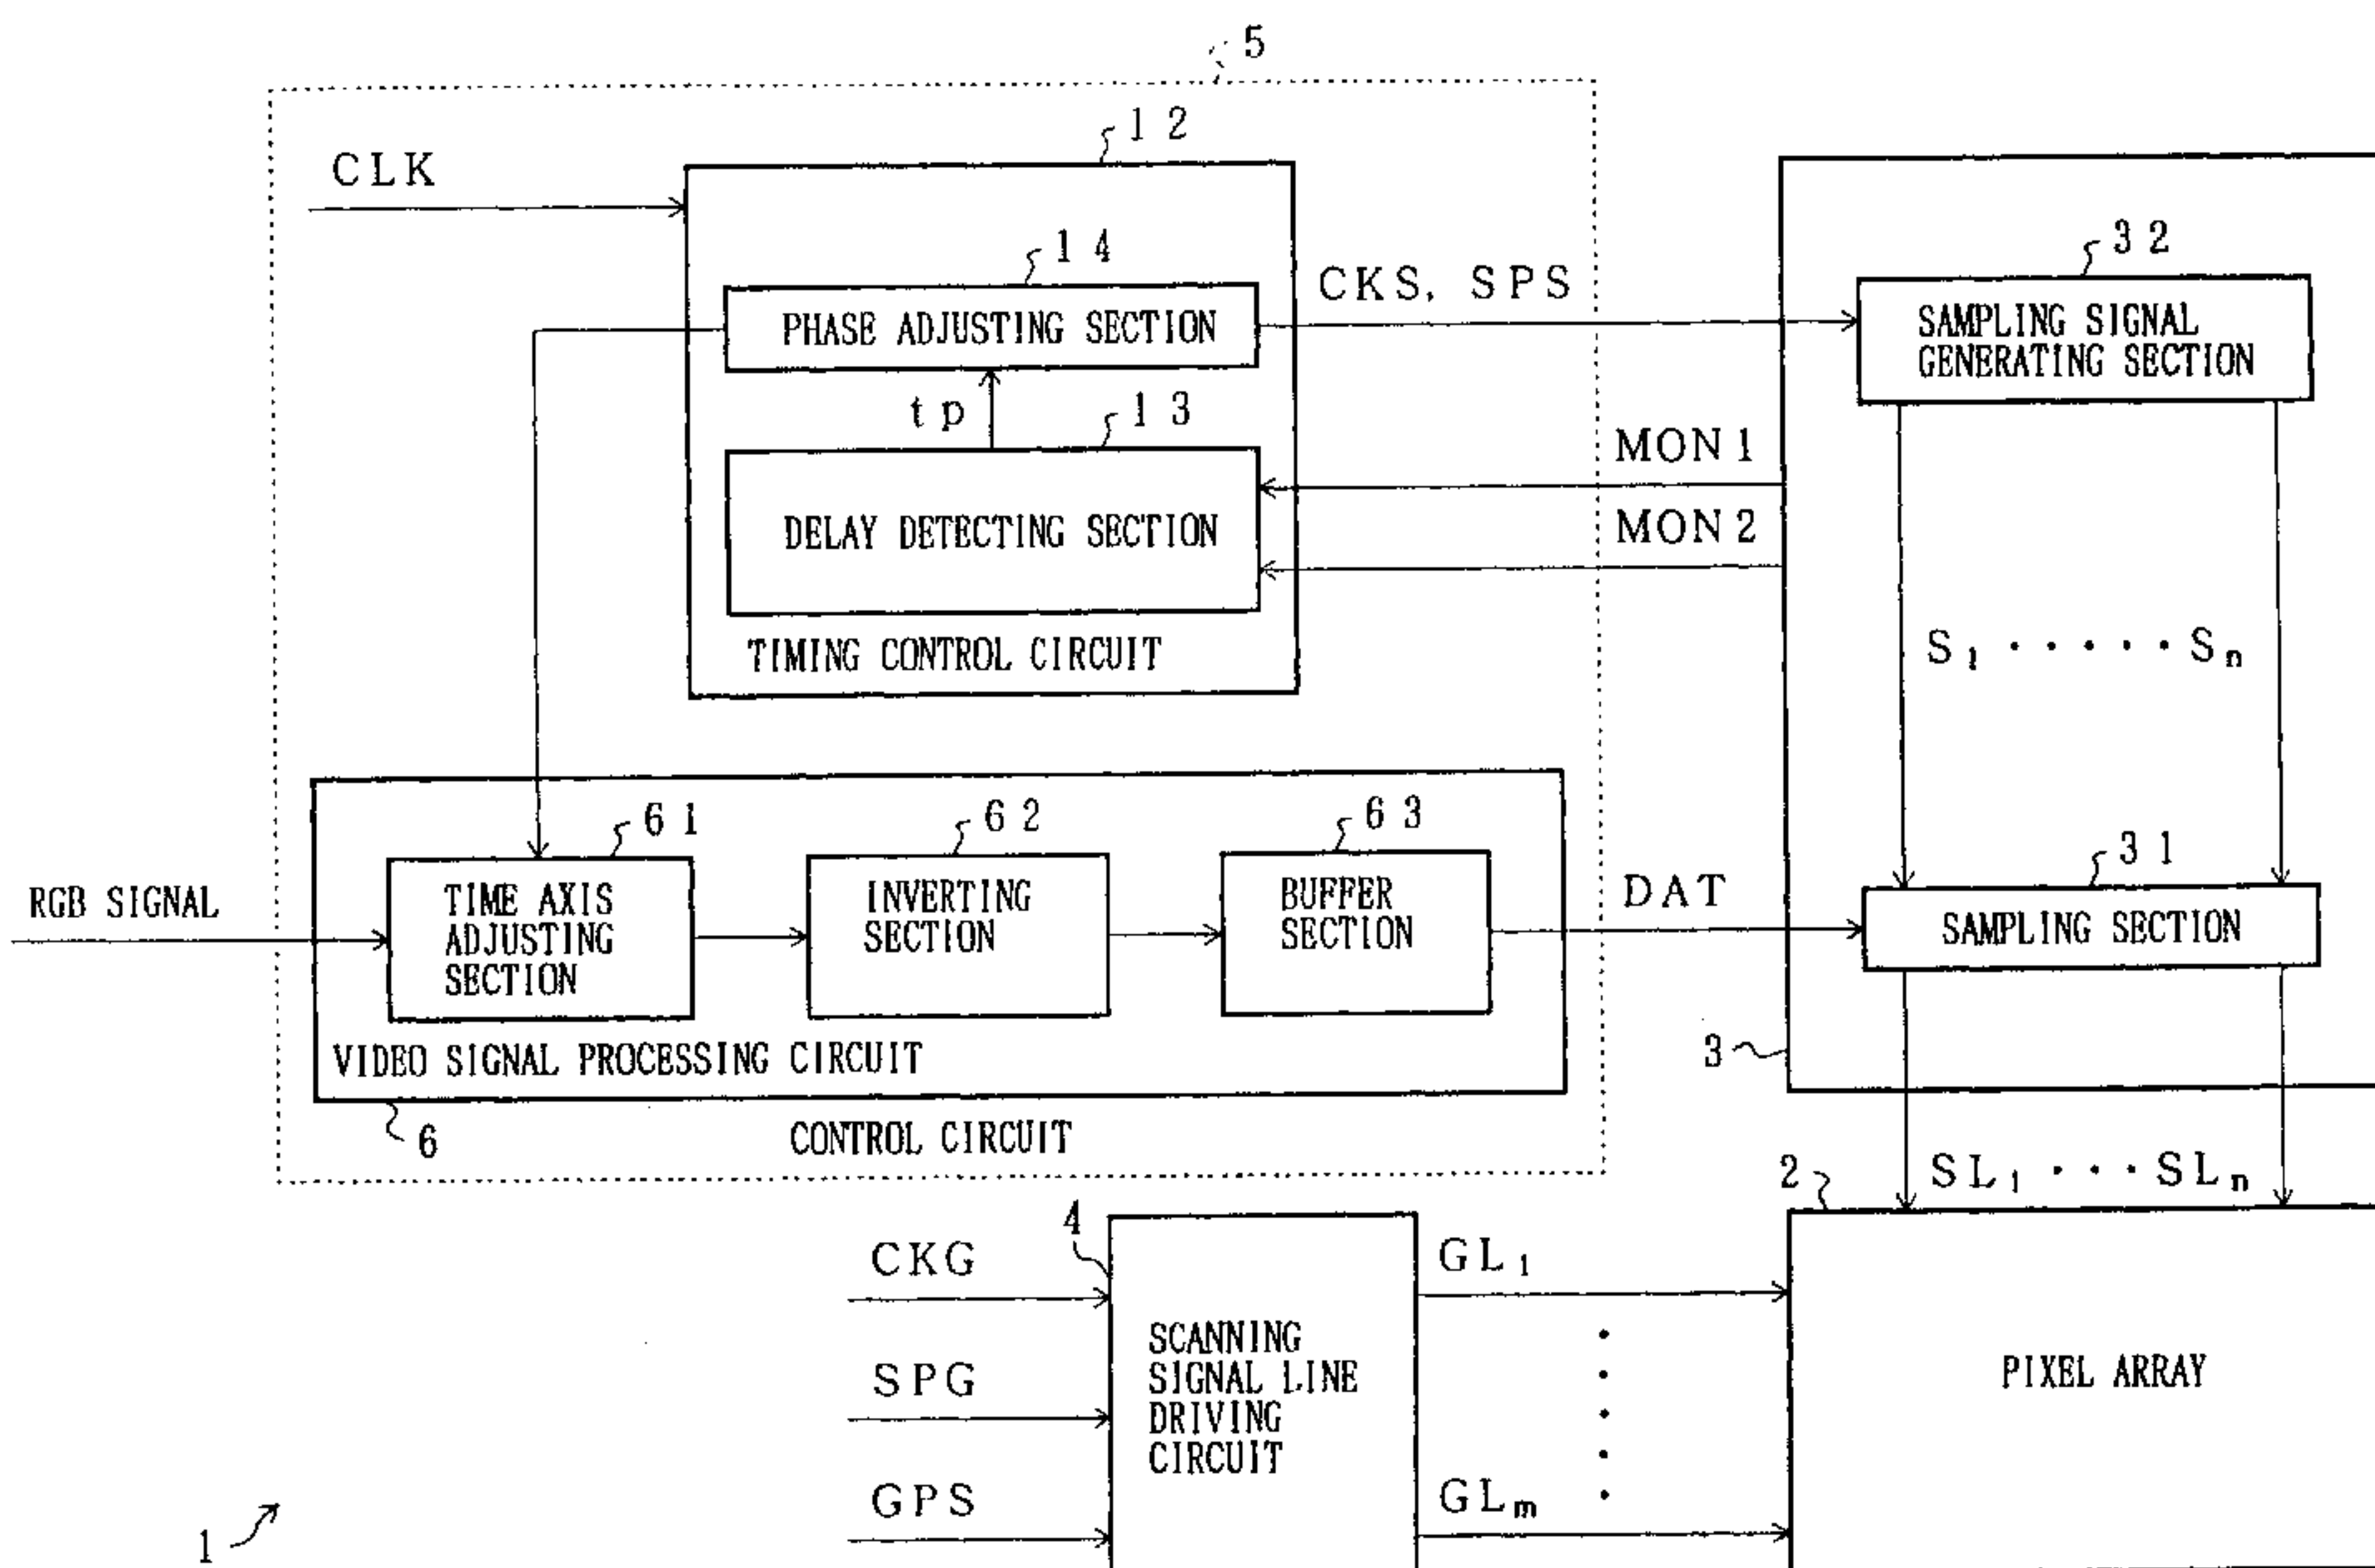 5
12
CLK
14
32
CKS, SPS
PHASE ADJUSTING SECTION
SAMPLING SIGNAL
GENERATING SECTION
tp
13
MON1
DELAY DETECTING SECTION
MON2
TIMING CONTROL CIRCUIT
S1 ····· Sn
61
62
63
31
RGB SIGNAL
TIME AXIS
ADJUSTING
SECTION
INVERTING
SECTION
BUFFER
SECTION
DAT
SAMPLING SECTION
3
VIDEO SIGNAL PROCESSING CIRCUIT
6
CONTROL CIRCUIT
2
SL1 ··· SLn
4
CKG
GL1
SCANNING
SIGNAL LINE
DRIVING
CIRCUIT
SPG
PIXEL ARRAY
GPS
GLm
1